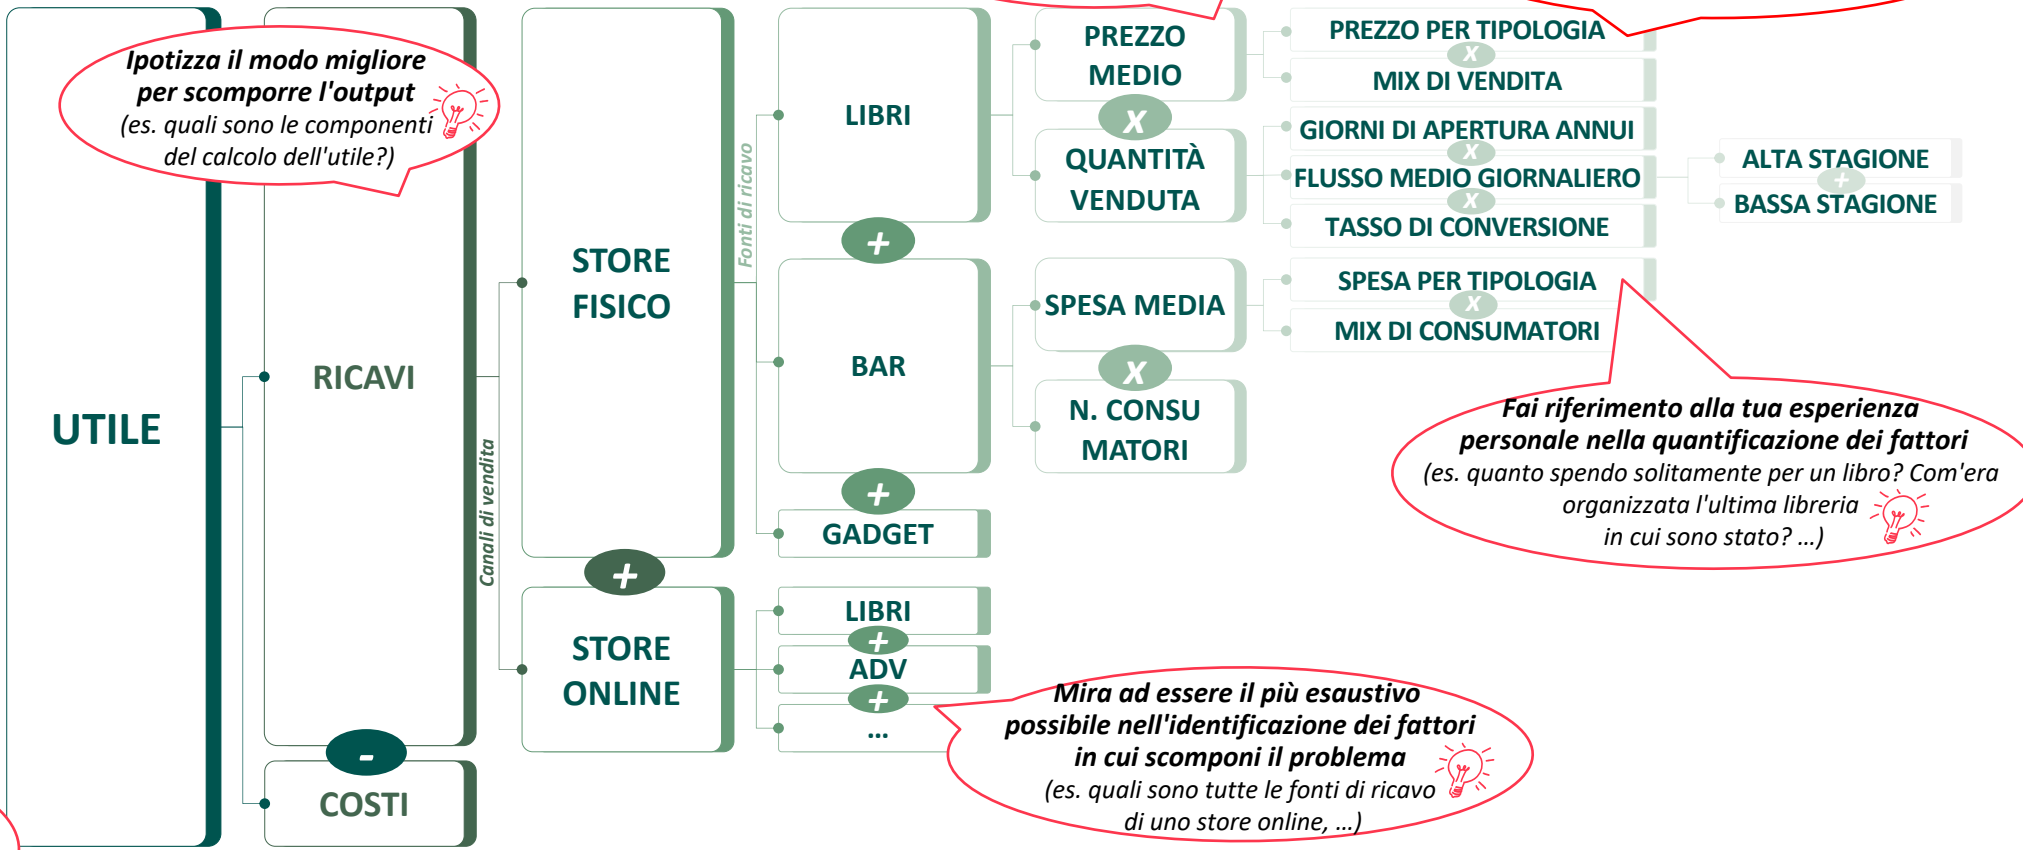 UTILE
Ipotizza il modo migliore
per scomporre l'output
(es. quali sono le componenti
del calcolo dell'utile?)
RICAVI
-
COSTI
Canali di vendita
STORE
FISICO
+
STORE
ONLINE
Fonti di ricavo
LIBRI
+
BAR
+
GADGET
LIBRI
+
ADV
+
...
PREZZO
MEDIO
X
QUANTITÀ
VENDUTA
SPESA MEDIA
X
N. CONSU
MATORI
PREZZO PER TIPOLOGIA
X
MIX DI VENDITA
GIORNI DI APERTURA ANNUI
X
FLUSSO MEDIO GIORNALIERO
X
TASSO DI CONVERSIONE
ALTA STAGIONE
+
BASSA STAGIONE
SPESA PER TIPOLOGIA
X
MIX DI CONSUMATORI
Fai riferimento alla tua esperienza
personale nella quantificazione dei fattori
(es. quanto spendo solitamente per un libro? Com'era
organizzata l'ultima libreria
in cui sono stato? ...)
Mira ad essere il più esaustivo
possibile nell'identificazione dei fattori
in cui scomponi il problema
(es. quali sono tutte le fonti di ricavo
di uno store online, ...)